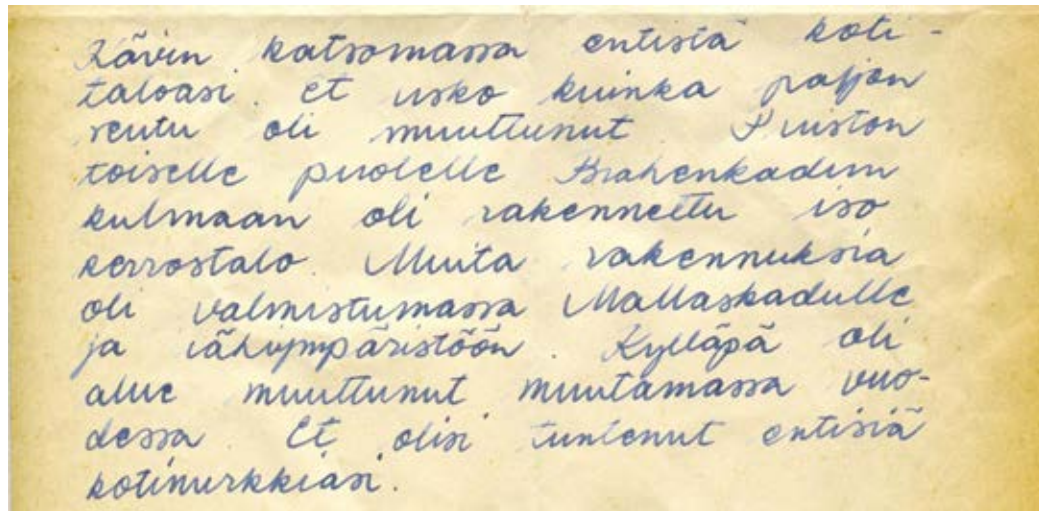 Kävin katsomassa entistä koti-
taloasi. Et usko kuinka paljon
seutu oli muuttunut Puiston
toiselle puolelle Brahenkadun
kulmaan oli rakennettu iso
kerrostalo. Muita rakennuksia
oli valmistumassa Mallaskadulle
ja lähiympäristöön. Kylläpä oli
alue muuttunut muutamassa vuo-
dessa. Et olisi tuntenut entisiä
kotinurkkiasi.